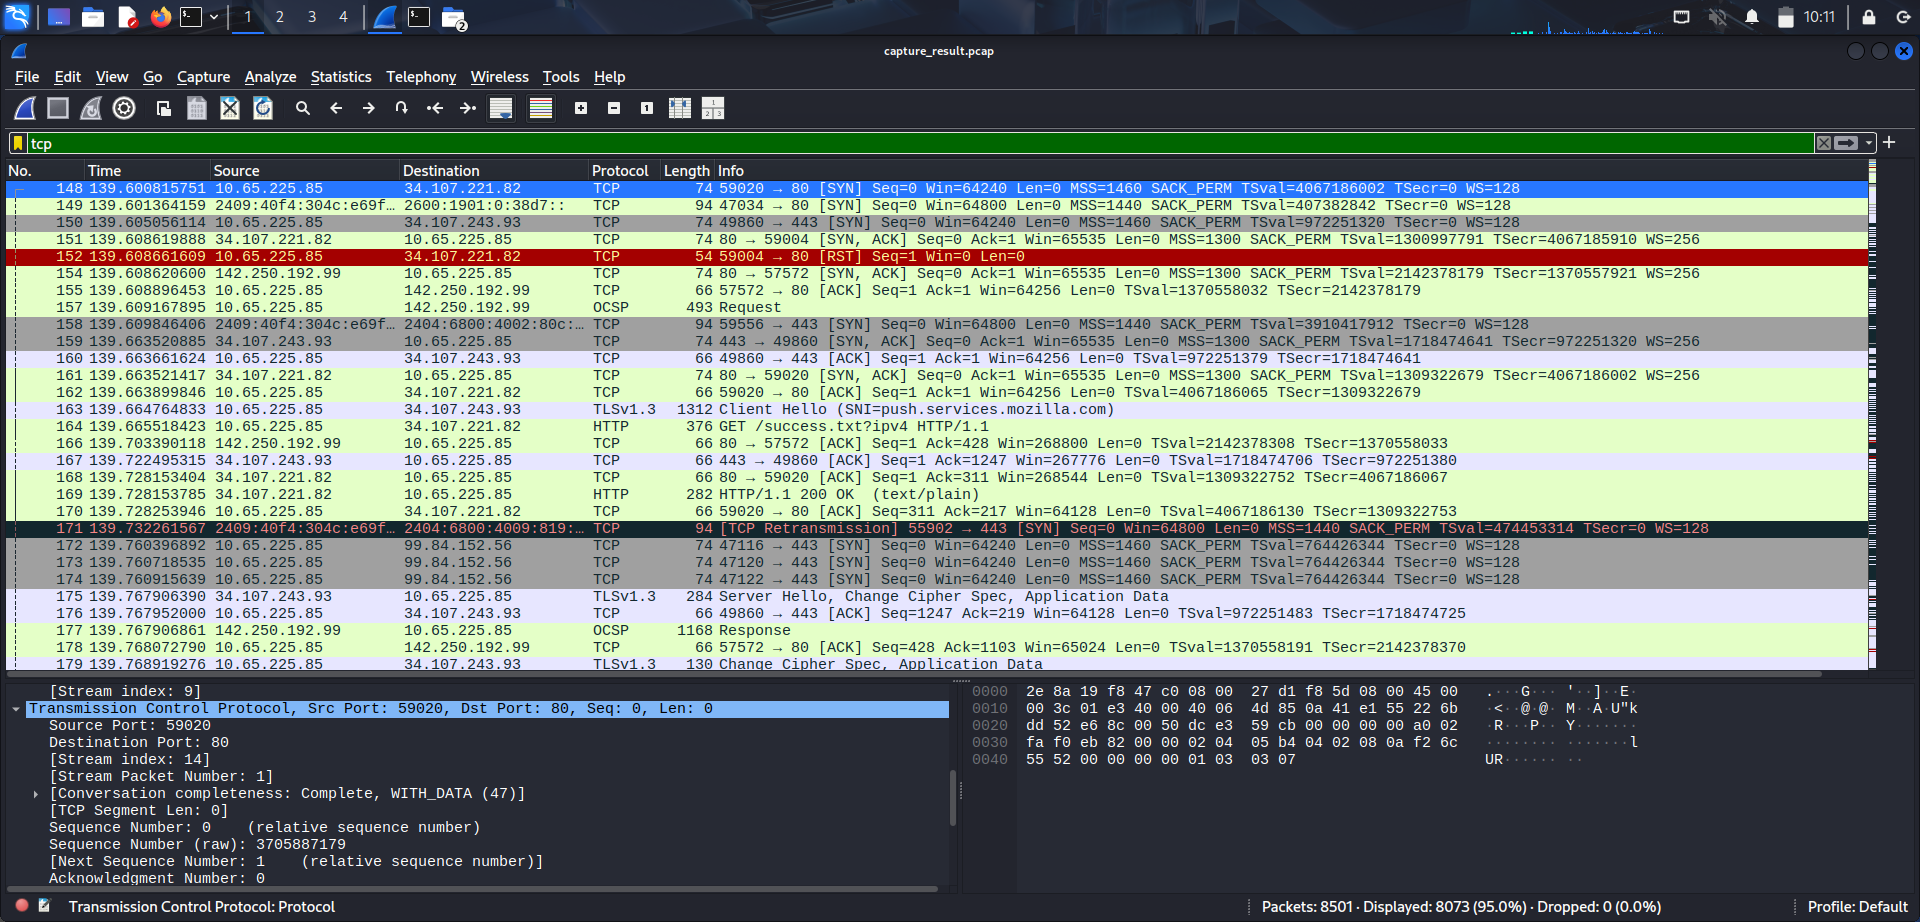 1 2 3 4 2 10:11
capture_result.pcap
File Edit View Go Capture Analyze Statistics Telephony Wireless Tools Help
tcp
No. Time Source Destination Protocol Length Info
148 139.600815751 10.65.225.85 34.107.221.82 TCP 74 59020 → 80 [SYN] Seq=0 Win=64240 Len=0 MSS=1460 SACK_PERM TSval=4067186002 TSecr=0 WS=128
149 139.601364159 2409:40f4:304c:e69f… 2600:1901:0:38d7:: TCP 94 47034 → 80 [SYN] Seq=0 Win=64800 Len=0 MSS=1440 SACK_PERM TSval=407382842 TSecr=0 WS=128
150 139.605056114 10.65.225.85 34.107.243.93 TCP 74 49860 → 443 [SYN] Seq=0 Win=64240 Len=0 MSS=1460 SACK_PERM TSval=972251320 TSecr=0 WS=128
151 139.608619888 34.107.221.82 10.65.225.85 TCP 74 80 → 59004 [SYN, ACK] Seq=0 Ack=1 Win=65535 Len=0 MSS=1300 SACK_PERM TSval=1300997791 TSecr=4067185910 WS=256
152 139.608661609 10.65.225.85 34.107.221.82 TCP 54 59004 → 80 [RST] Seq=1 Win=0 Len=0
154 139.608620600 142.250.192.99 10.65.225.85 TCP 74 80 → 57572 [SYN, ACK] Seq=0 Ack=1 Win=65535 Len=0 MSS=1300 SACK_PERM TSval=2142378179 TSecr=1370557921 WS=256
155 139.608896453 10.65.225.85 142.250.192.99 TCP 66 57572 → 80 [ACK] Seq=1 Ack=1 Win=64256 Len=0 TSval=1370558032 TSecr=2142378179
157 139.609167895 10.65.225.85 142.250.192.99 OCSP 493 Request
158 139.609846406 2409:40f4:304c:e69f… 2404:6800:4002:80c:… TCP 94 59556 → 443 [SYN] Seq=0 Win=64800 Len=0 MSS=1440 SACK_PERM TSval=3910417912 TSecr=0 WS=128
159 139.663520885 34.107.243.93 10.65.225.85 TCP 74 443 → 49860 [SYN, ACK] Seq=0 Ack=1 Win=65535 Len=0 MSS=1300 SACK_PERM TSval=1718474641 TSecr=972251320 WS=256
160 139.663661624 10.65.225.85 34.107.243.93 TCP 66 49860 → 443 [ACK] Seq=1 Ack=1 Win=64256 Len=0 TSval=972251379 TSecr=1718474641
161 139.663521417 34.107.221.82 10.65.225.85 TCP 74 80 → 59020 [SYN, ACK] Seq=0 Ack=1 Win=65535 Len=0 MSS=1300 SACK_PERM TSval=1309322679 TSecr=4067186002 WS=256
162 139.663899846 10.65.225.85 34.107.221.82 TCP 66 59020 → 80 [ACK] Seq=1 Ack=1 Win=64256 Len=0 TSval=4067186065 TSecr=1309322679
163 139.664764833 10.65.225.85 34.107.243.93 TLSv1.3 1312 Client Hello (SNI=push.services.mozilla.com)
164 139.665518423 10.65.225.85 34.107.221.82 HTTP 376 GET /success.txt?ipv4 HTTP/1.1
166 139.703390118 142.250.192.99 10.65.225.85 TCP 66 80 → 57572 [ACK] Seq=1 Ack=428 Win=268800 Len=0 TSval=2142378308 TSecr=1370558033
167 139.722495315 34.107.243.93 10.65.225.85 TCP 66 443 → 49860 [ACK] Seq=1 Ack=1247 Win=267776 Len=0 TSval=1718474706 TSecr=972251380
168 139.728153404 34.107.221.82 10.65.225.85 TCP 66 80 → 59020 [ACK] Seq=1 Ack=311 Win=268544 Len=0 TSval=1309322752 TSecr=4067186067
169 139.728153785 34.107.221.82 10.65.225.85 HTTP 282 HTTP/1.1 200 OK  (text/plain)
170 139.728253946 10.65.225.85 34.107.221.82 TCP 66 59020 → 80 [ACK] Seq=311 Ack=217 Win=64128 Len=0 TSval=4067186130 TSecr=1309322753
171 139.732261567 2409:40f4:304c:e69f… 2404:6800:4009:819:… TCP 94 [TCP Retransmission] 55902 → 443 [SYN] Seq=0 Win=64800 Len=0 MSS=1440 SACK_PERM TSval=474453314 TSecr=0 WS=128
172 139.760396892 10.65.225.85 99.84.152.56 TCP 74 47116 → 443 [SYN] Seq=0 Win=64240 Len=0 MSS=1460 SACK_PERM TSval=764426344 TSecr=0 WS=128
173 139.760718535 10.65.225.85 99.84.152.56 TCP 74 47120 → 443 [SYN] Seq=0 Win=64240 Len=0 MSS=1460 SACK_PERM TSval=764426344 TSecr=0 WS=128
174 139.760915639 10.65.225.85 99.84.152.56 TCP 74 47122 → 443 [SYN] Seq=0 Win=64240 Len=0 MSS=1460 SACK_PERM TSval=764426344 TSecr=0 WS=128
175 139.767906390 34.107.243.93 10.65.225.85 TLSv1.3 284 Server Hello, Change Cipher Spec, Application Data
176 139.767952000 10.65.225.85 34.107.243.93 TCP 66 49860 → 443 [ACK] Seq=1247 Ack=219 Win=64128 Len=0 TSval=972251483 TSecr=1718474725
177 139.767906861 142.250.192.99 10.65.225.85 OCSP 1168 Response
178 139.768072790 10.65.225.85 142.250.192.99 TCP 66 57572 → 80 [ACK] Seq=428 Ack=1103 Win=65024 Len=0 TSval=1370558191 TSecr=2142378370
179 139.768919276 10.65.225.85 34.107.243.93 TLSv1.3 130 Change Cipher Spec, Application Data
[Stream index: 9]
Transmission Control Protocol, Src Port: 59020, Dst Port: 80, Seq: 0, Len: 0
Source Port: 59020
Destination Port: 80
[Stream index: 14]
[Stream Packet Number: 1]
[Conversation completeness: Complete, WITH_DATA (47)]
[TCP Segment Len: 0]
Sequence Number: 0    (relative sequence number)
Sequence Number (raw): 3705887179
[Next Sequence Number: 1    (relative sequence number)]
Acknowledgment Number: 0
0000 2e 8a 19 f8 47 c0 08 00 27 d1 f8 5d 08 00 45 00 .···G··· '··]··E·
0010 00 3c 01 e3 40 00 40 06 4d 85 0a 41 e1 55 22 6b ·<··@·@· M··A·U"k
0020 dd 52 e6 8c 00 50 dc e3 59 cb 00 00 00 00 a0 02 ·R···P·· Y·······
0030 fa f0 eb 82 00 00 02 04 05 b4 04 02 08 0a f2 6c ········ ·······l
0040 55 52 00 00 00 00 01 03 03 07 UR······ ··
Transmission Control Protocol: Protocol
Packets: 8501 · Displayed: 8073 (95.0%) · Dropped: 0 (0.0%)
Profile: Default